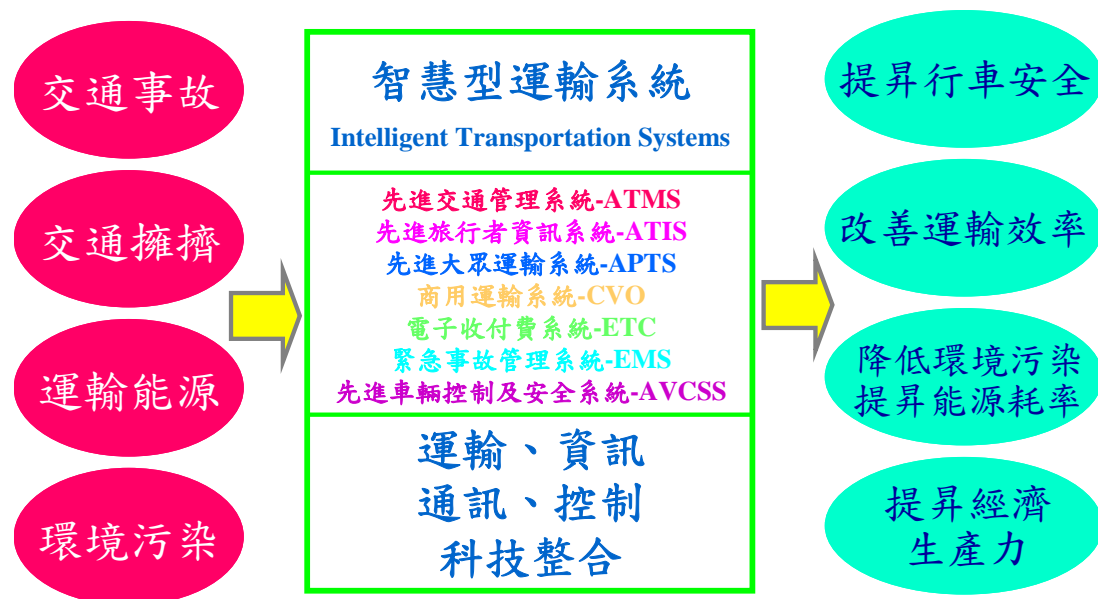 交通事故
交通擁擠
運輸能源
環境污染
智慧型運輸系統
Intelligent Transportation Systems
先進交通管理系統-ATMS
先進旅行者資訊系統-ATIS
先進大眾運輸系統-APTS
商用運輸系統-CVO
電子收付費系統-ETC
緊急事故管理系統-EMS
先進車輛控制及安全系統-AVCSS
運輸、資訊
通訊、控制
科技整合
提昇行車安全
改善運輸效率
降低環境污染
提昇能源耗率
提昇經濟
生產力